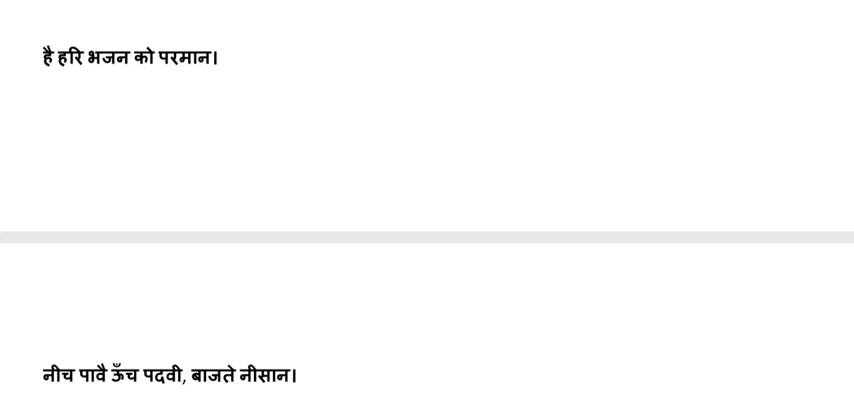 है हरि भजन को परमान।
नीच पावै ऊँच पदवी, बाजते नीसान।